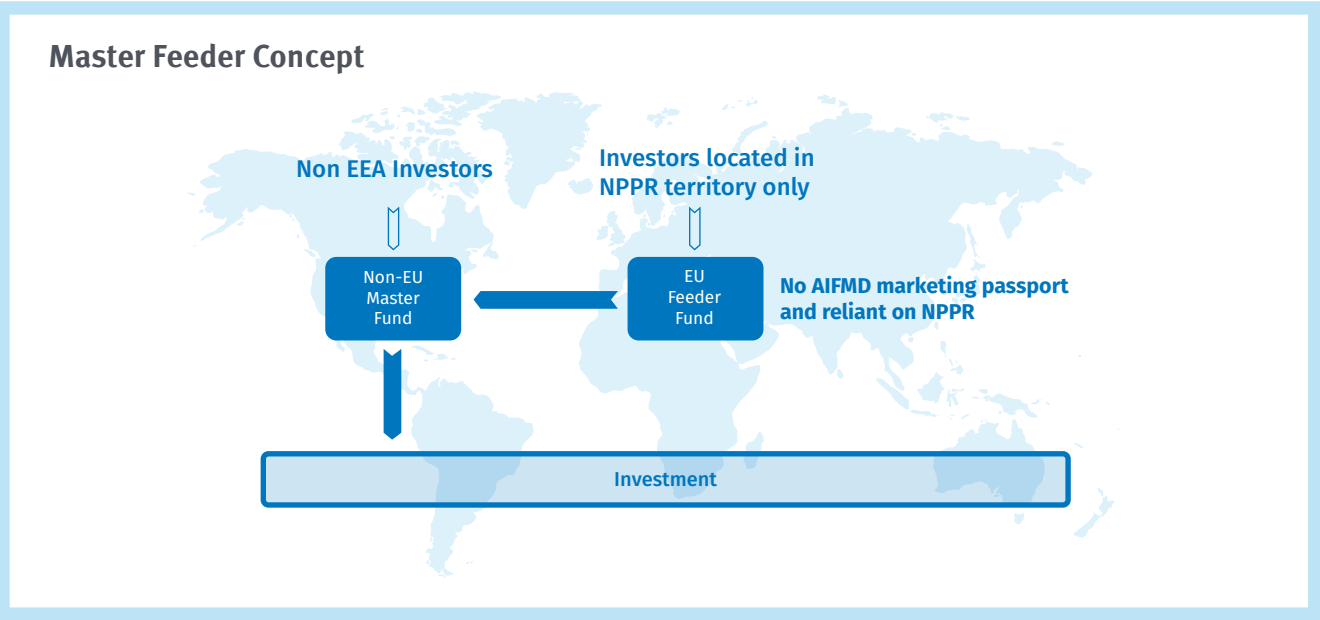 Master Feeder Concept
Non EEA Investors
Investors located in
NPPR territory only
Non-EU
Master
Fund
EU
Feeder
Fund
No AIFMD marketing passport
and reliant on NPPR
Investment